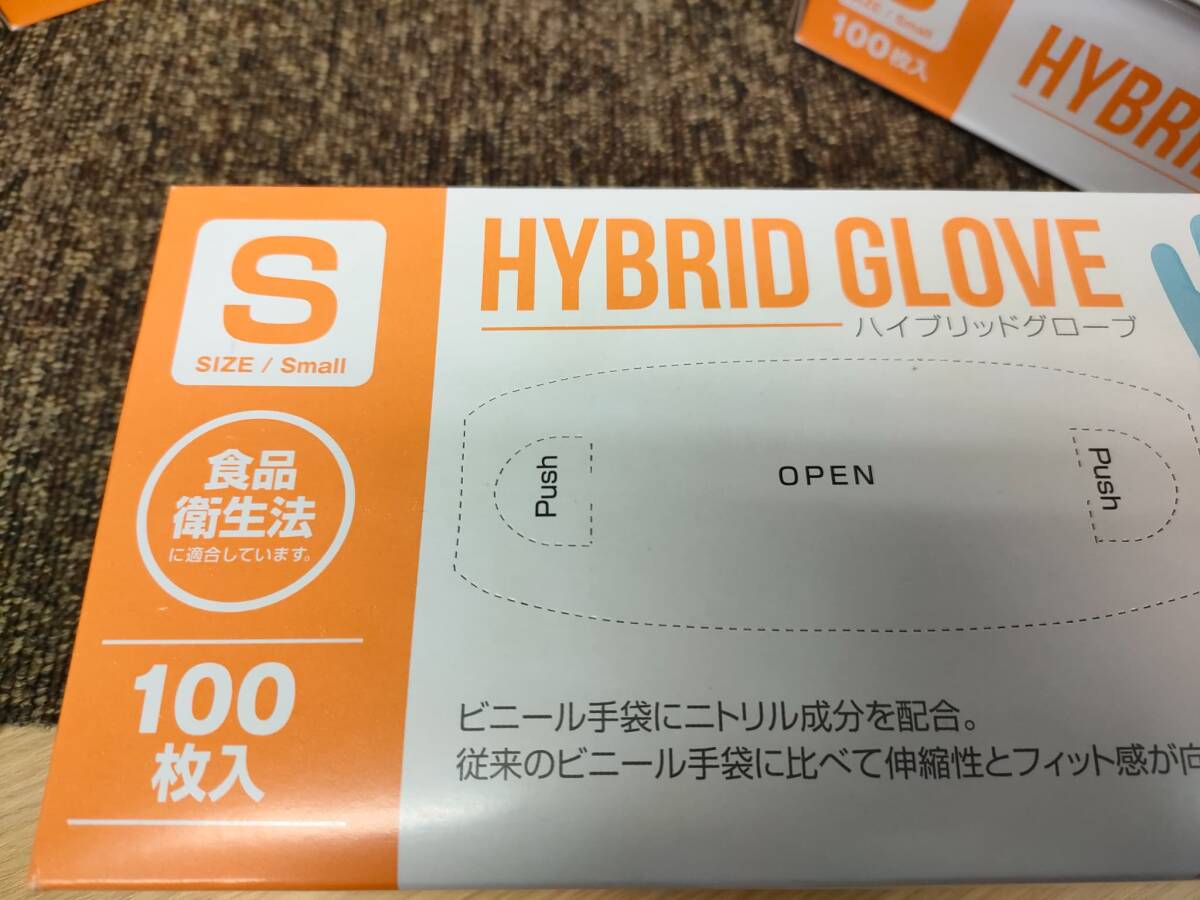 SIZE / Small
100枚入
HYBRI
S
SIZE / Small
食品
衛生法
に適合しています。
100
枚入
HYBRID GLOVE
ハイブリッドグローブ
Push
OPEN
Push
ビニール手袋にニトリル成分を配合。
従来のビニール手袋に比べて伸縮性とフィット感が向